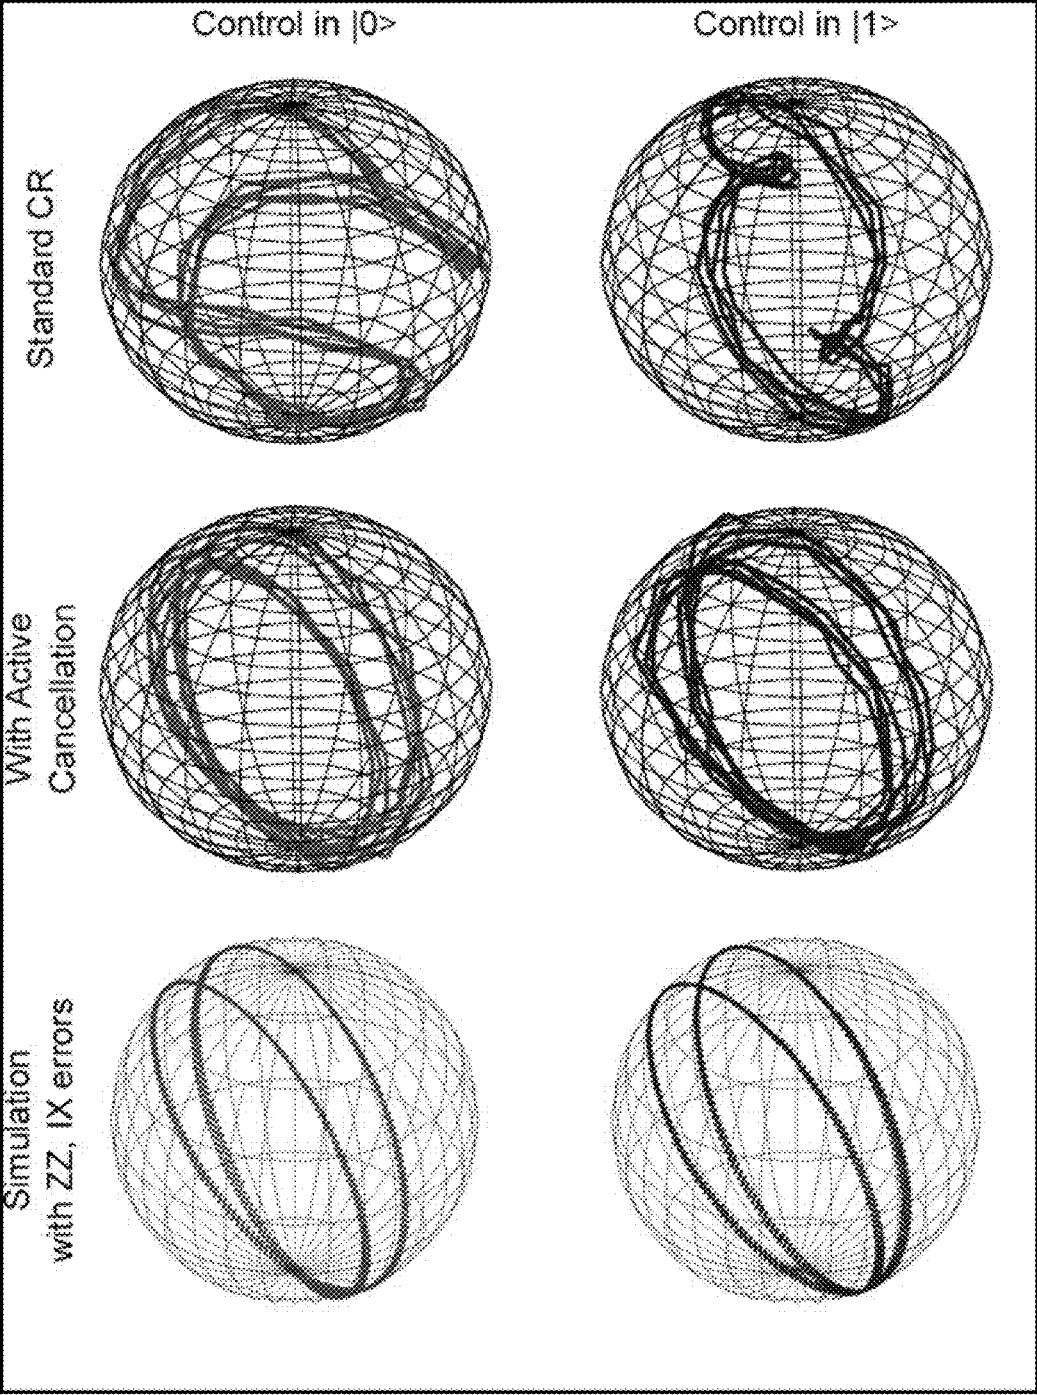 Control in |0>
Control in |1>
Standard CR
With Active
Cancellation
Simulation
with ZZ, IX errors